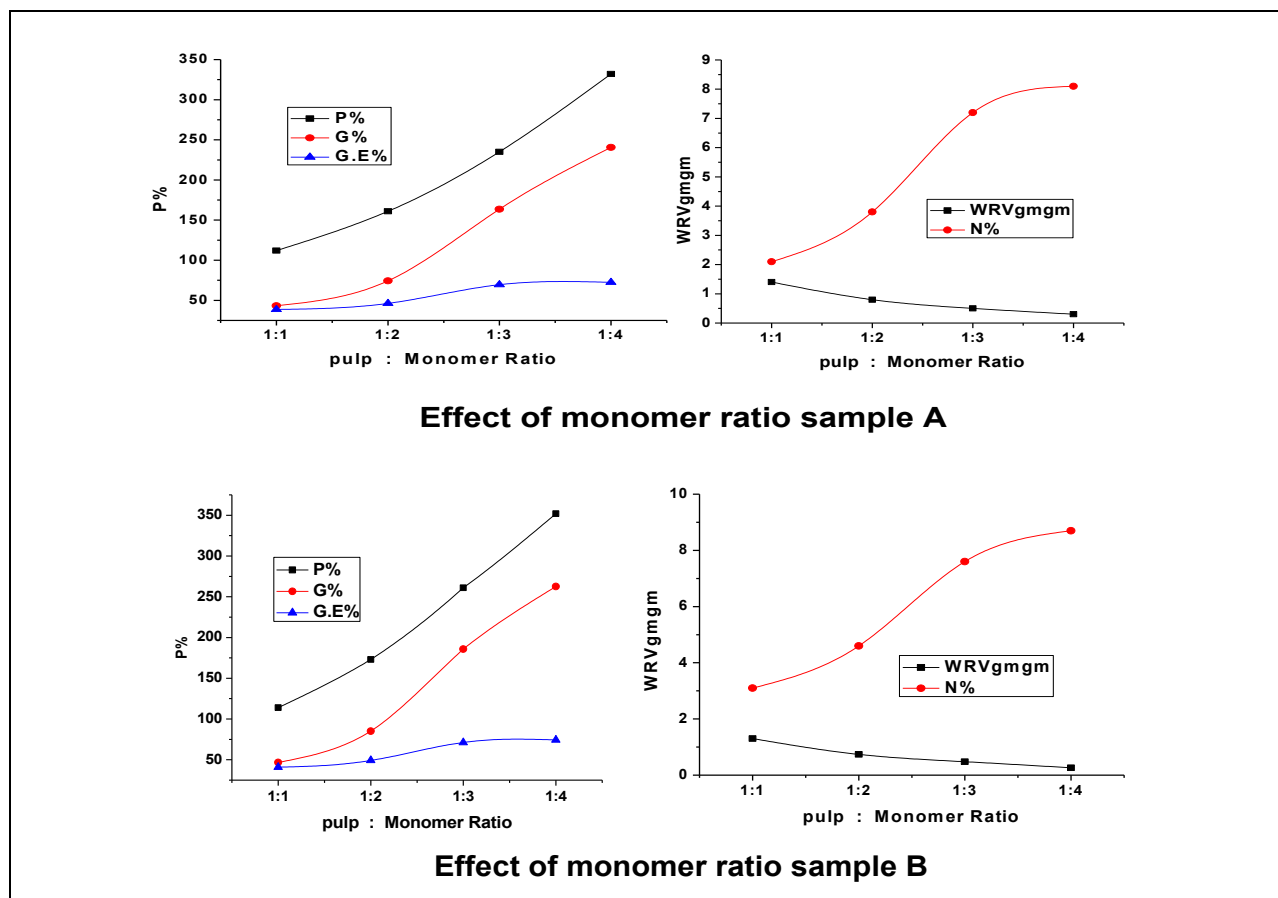 350
300
250
200
150
100
50
P%
P%
G%
G.E%
1:1 1:2 1:3 1:4
pulp : Monomer Ratio
9
8
7
6
5
4
3
2
1
0
WRVgmgm
WRVgmgm
N%
1:1 1:2 1:3 1:4
pulp : Monomer Ratio
Effect of monomer ratio sample A
350
300
250
200
150
100
50
P%
P%
G%
G.E%
1:1 1:2 1:3 1:4
pulp : Monomer Ratio
10
8
6
4
2
0
WRVgmgm
WRVgmgm
N%
1:1 1:2 1:3 1:4
pulp : Monomer Ratio
Effect of monomer ratio sample B